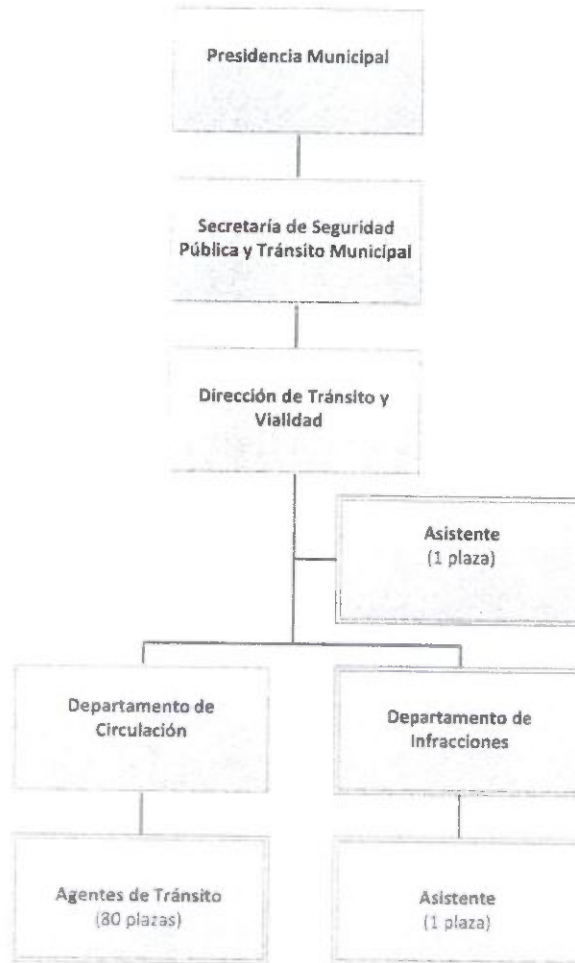 Presidencia Municipal
Secretaría de Seguridad
Pública y Tránsito Municipal
Dirección de Tránsito y
Vialidad
Asistente
(1 plaza)
Departamento de
Circulación
Departamento de
Infracciones
Agentes de Tránsito
(80 plazas)
Asistente
(1 plaza)